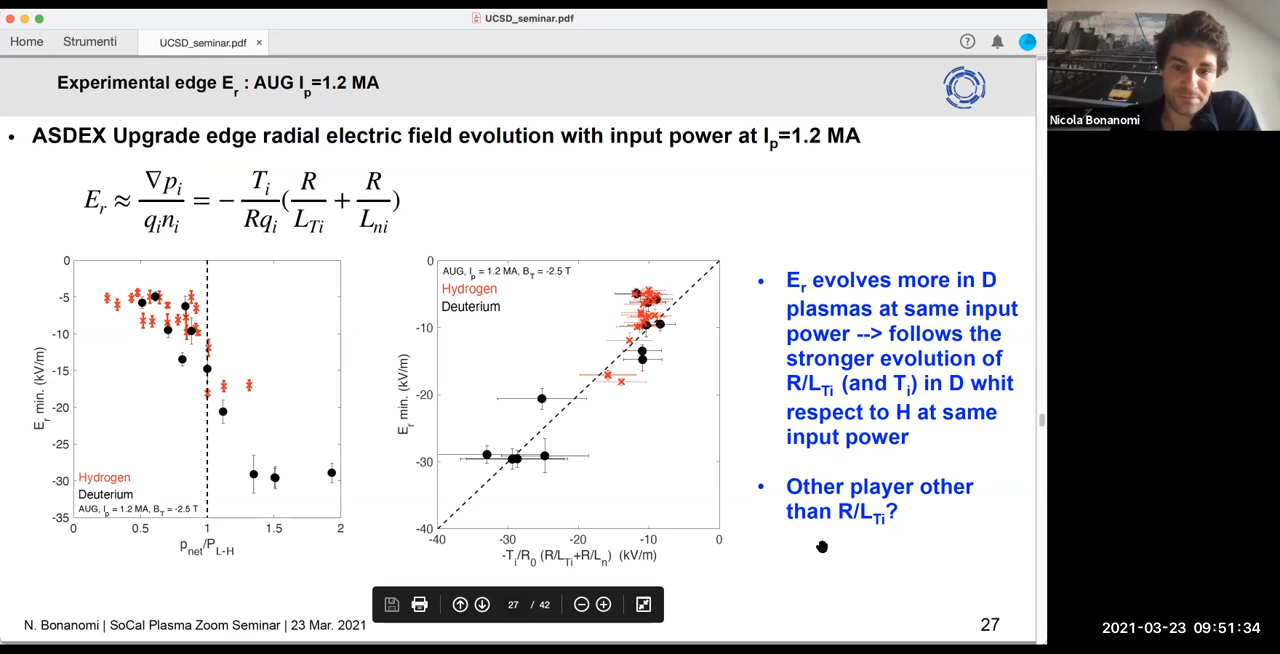 UCSD_seminar.pdf
Home Strumenti UCSD_seminar.pdf ×
Experimental edge Er : AUG Ip=1.2 MA
• ASDEX Upgrade edge radial electric field evolution with input power at Ip=1.2 MA
Er ≈ ∇pi / qini = − Ti / Rqi ( R / LTi + R / Lni )
0
-5
-10
-15
-20
-25
-30
-35
Er min. (kV/m)
Hydrogen
Deuterium
AUG, Ip = 1.2 MA, BT = -2.5 T
0 0.5 1 1.5 2
pnet/PL-H
0
-10
-20
-30
-40
Er min. (kV/m)
AUG, Ip = 1.2 MA, BT = -2.5 T
Hydrogen
Deuterium
-40 -30 -20 -10 0
-Ti/R0 (R/LTi+R/Ln) (kV/m)
• Er evolves more in D
plasmas at same input
power --> follows the
stronger evolution of
R/LTi (and Ti) in D whit
respect to H at same
input power
• Other player other
than R/LTi?
27 / 42
N. Bonanomi | SoCal Plasma Zoom Seminar | 23 Mar. 2021
27
Nicola Bonanomi
2021-03-23 09:51:34